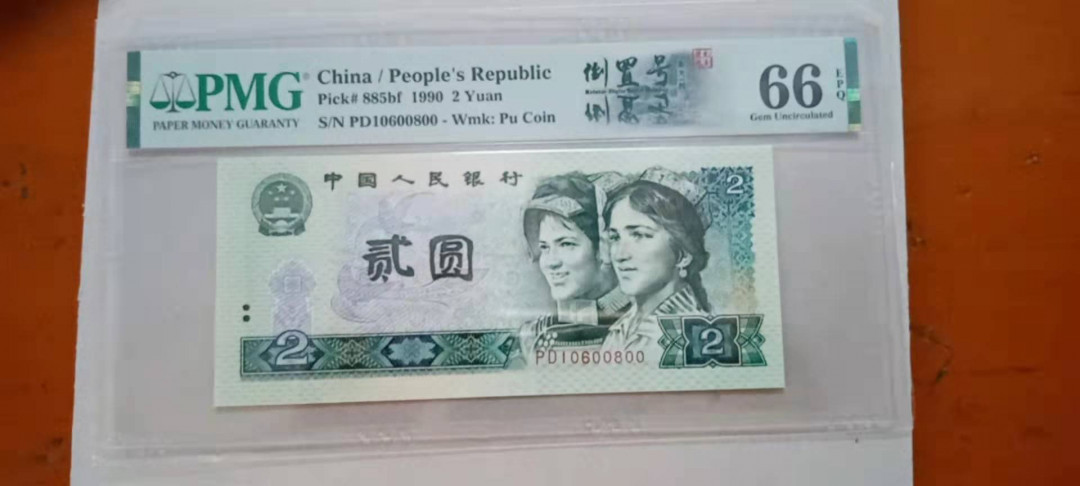 PMG
PAPER MONEY GUARANTY
China / People's Republic
Pick# 885bf 1990 2 Yuan
S/N PD10600800 - Wmk: Pu Coin
倒置号
66
EPQ
Gem Uncirculated
中国人民银行
贰圆
2
2
2
PD10600800